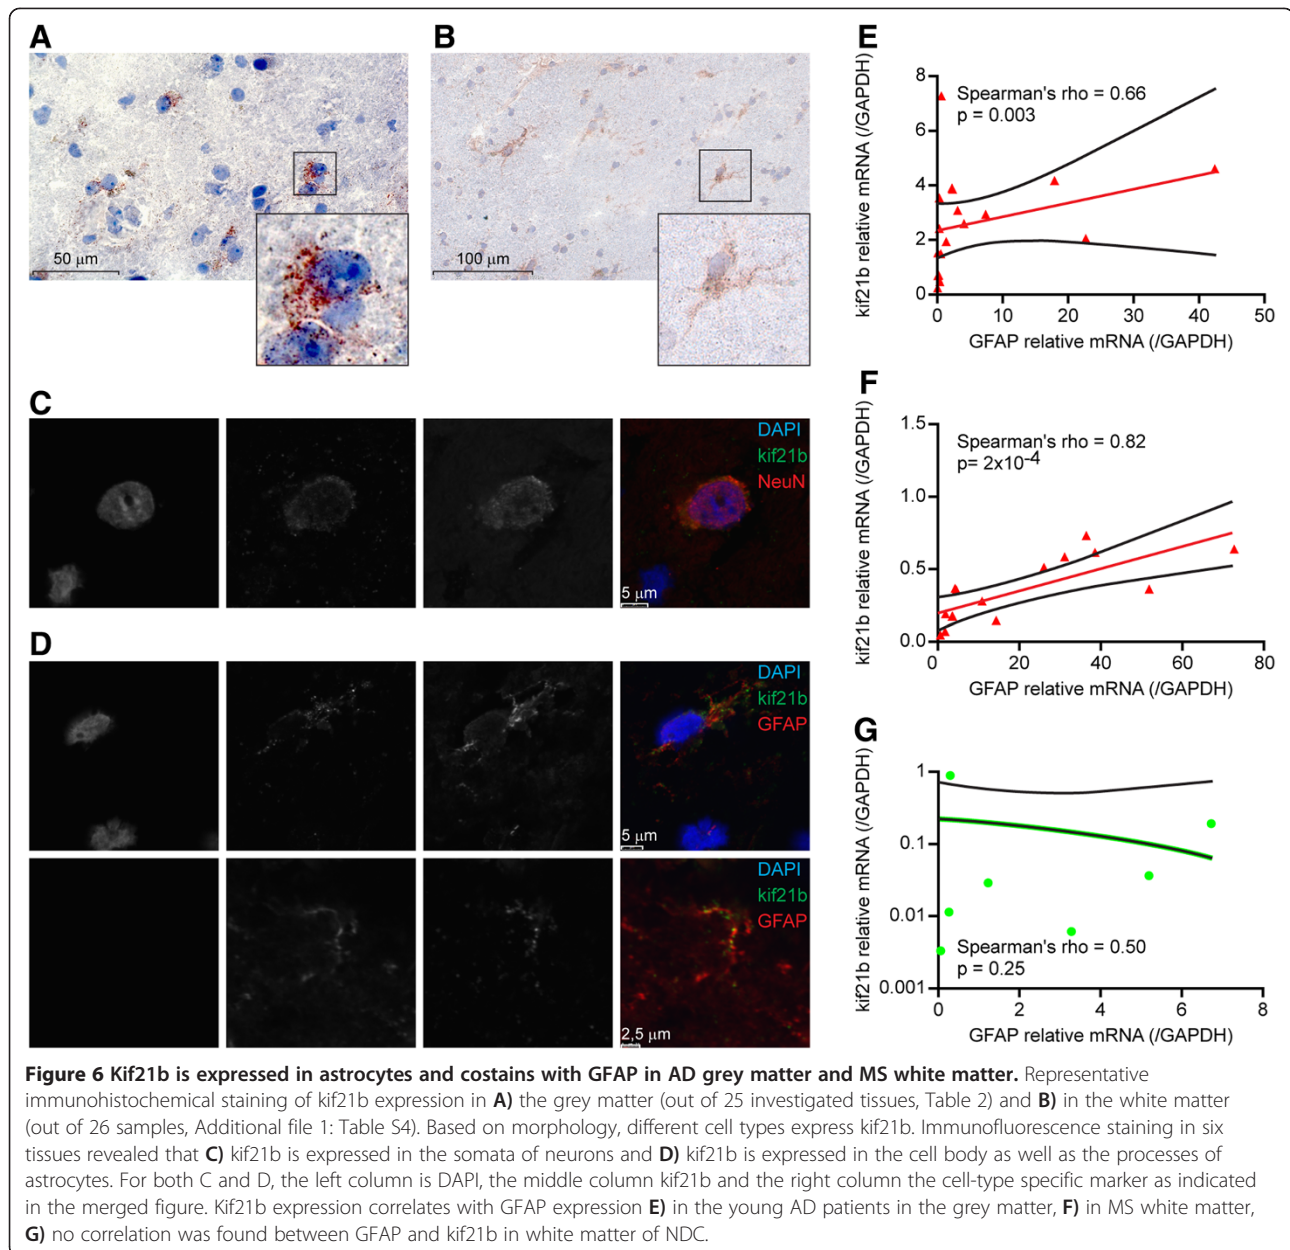 A
B
50 μm
100 μm
C
DAPI
kif21b
NeuN
5 μm
D
DAPI
kif21b
GFAP
5 μm
DAPI
kif21b
GFAP
2,5 μm
E
kif21b relative mRNA (/GAPDH)
8
6
4
2
0
Spearman's rho = 0.66
p = 0.003
0 10 20 30 40 50
GFAP relative mRNA (/GAPDH)
F
kif21b relative mRNA (/GAPDH)
1.5
1.0
0.5
0.0
Spearman's rho = 0.82
p= 2x10-4
0 20 40 60 80
GFAP relative mRNA (/GAPDH)
G
kif21b relative mRNA (/GAPDH)
1
0.1
0.01
0.001
Spearman's rho = 0.50
p = 0.25
0 2 4 6 8
GFAP relative mRNA (/GAPDH)
Figure 6 Kif21b is expressed in astrocytes and costains with GFAP in AD grey matter and MS white matter. Representative
immunohistochemical staining of kif21b expression in A) the grey matter (out of 25 investigated tissues, Table 2) and B) in the white matter
(out of 26 samples, Additional file 1: Table S4). Based on morphology, different cell types express kif21b. Immunofluorescence staining in six
tissues revealed that C) kif21b is expressed in the somata of neurons and D) kif21b is expressed in the cell body as well as the processes of
astrocytes. For both C and D, the left column is DAPI, the middle column kif21b and the right column the cell-type specific marker as indicated
in the merged figure. Kif21b expression correlates with GFAP expression E) in the young AD patients in the grey matter, F) in MS white matter,
G) no correlation was found between GFAP and kif21b in white matter of NDC.